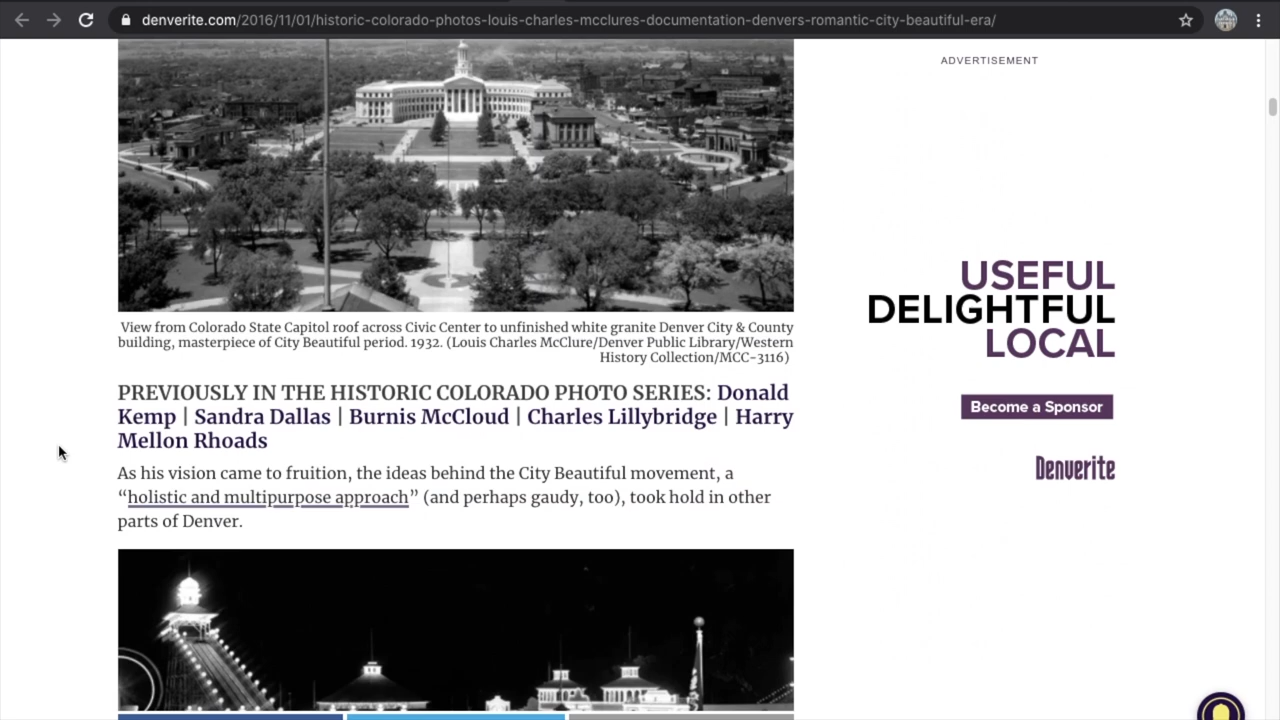 denverite.com/2016/11/01/historic-colorado-photos-louis-charles-mcclures-documentation-denvers-romantic-city-beautiful-era/
View from Colorado State Capitol roof across Civic Center to unfinished white granite Denver City & County
building, masterpiece of City Beautiful period. 1932. (Louis Charles McClure/Denver Public Library/Western
History Collection/MCC-3116)
PREVIOUSLY IN THE HISTORIC COLORADO PHOTO SERIES: Donald
Kemp | Sandra Dallas | Burnis McCloud | Charles Lillybridge | Harry
Mellon Rhoads
As his vision came to fruition, the ideas behind the City Beautiful movement, a
“holistic and multipurpose approach” (and perhaps gaudy, too), took hold in other
parts of Denver.
ADVERTISEMENT
USEFUL
DELIGHTFUL
LOCAL
Become a Sponsor
Denverite